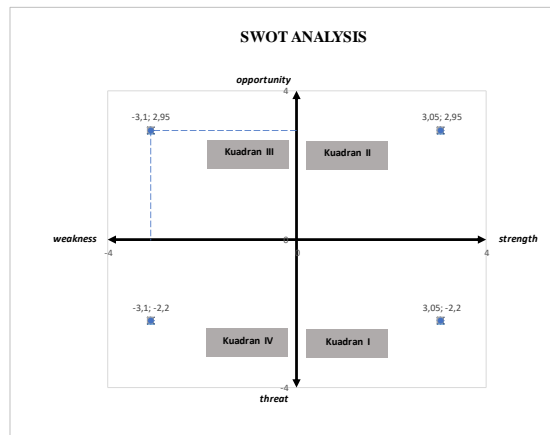 SWOT ANALYSIS
opportunity
4
-3,1; 2,95
3,05; 2,95
Kuadran III
Kuadran II
weakness
0
strength
-4
0
4
-3,1; -2,2
3,05; -2,2
Kuadran IV
Kuadran I
-4
threat